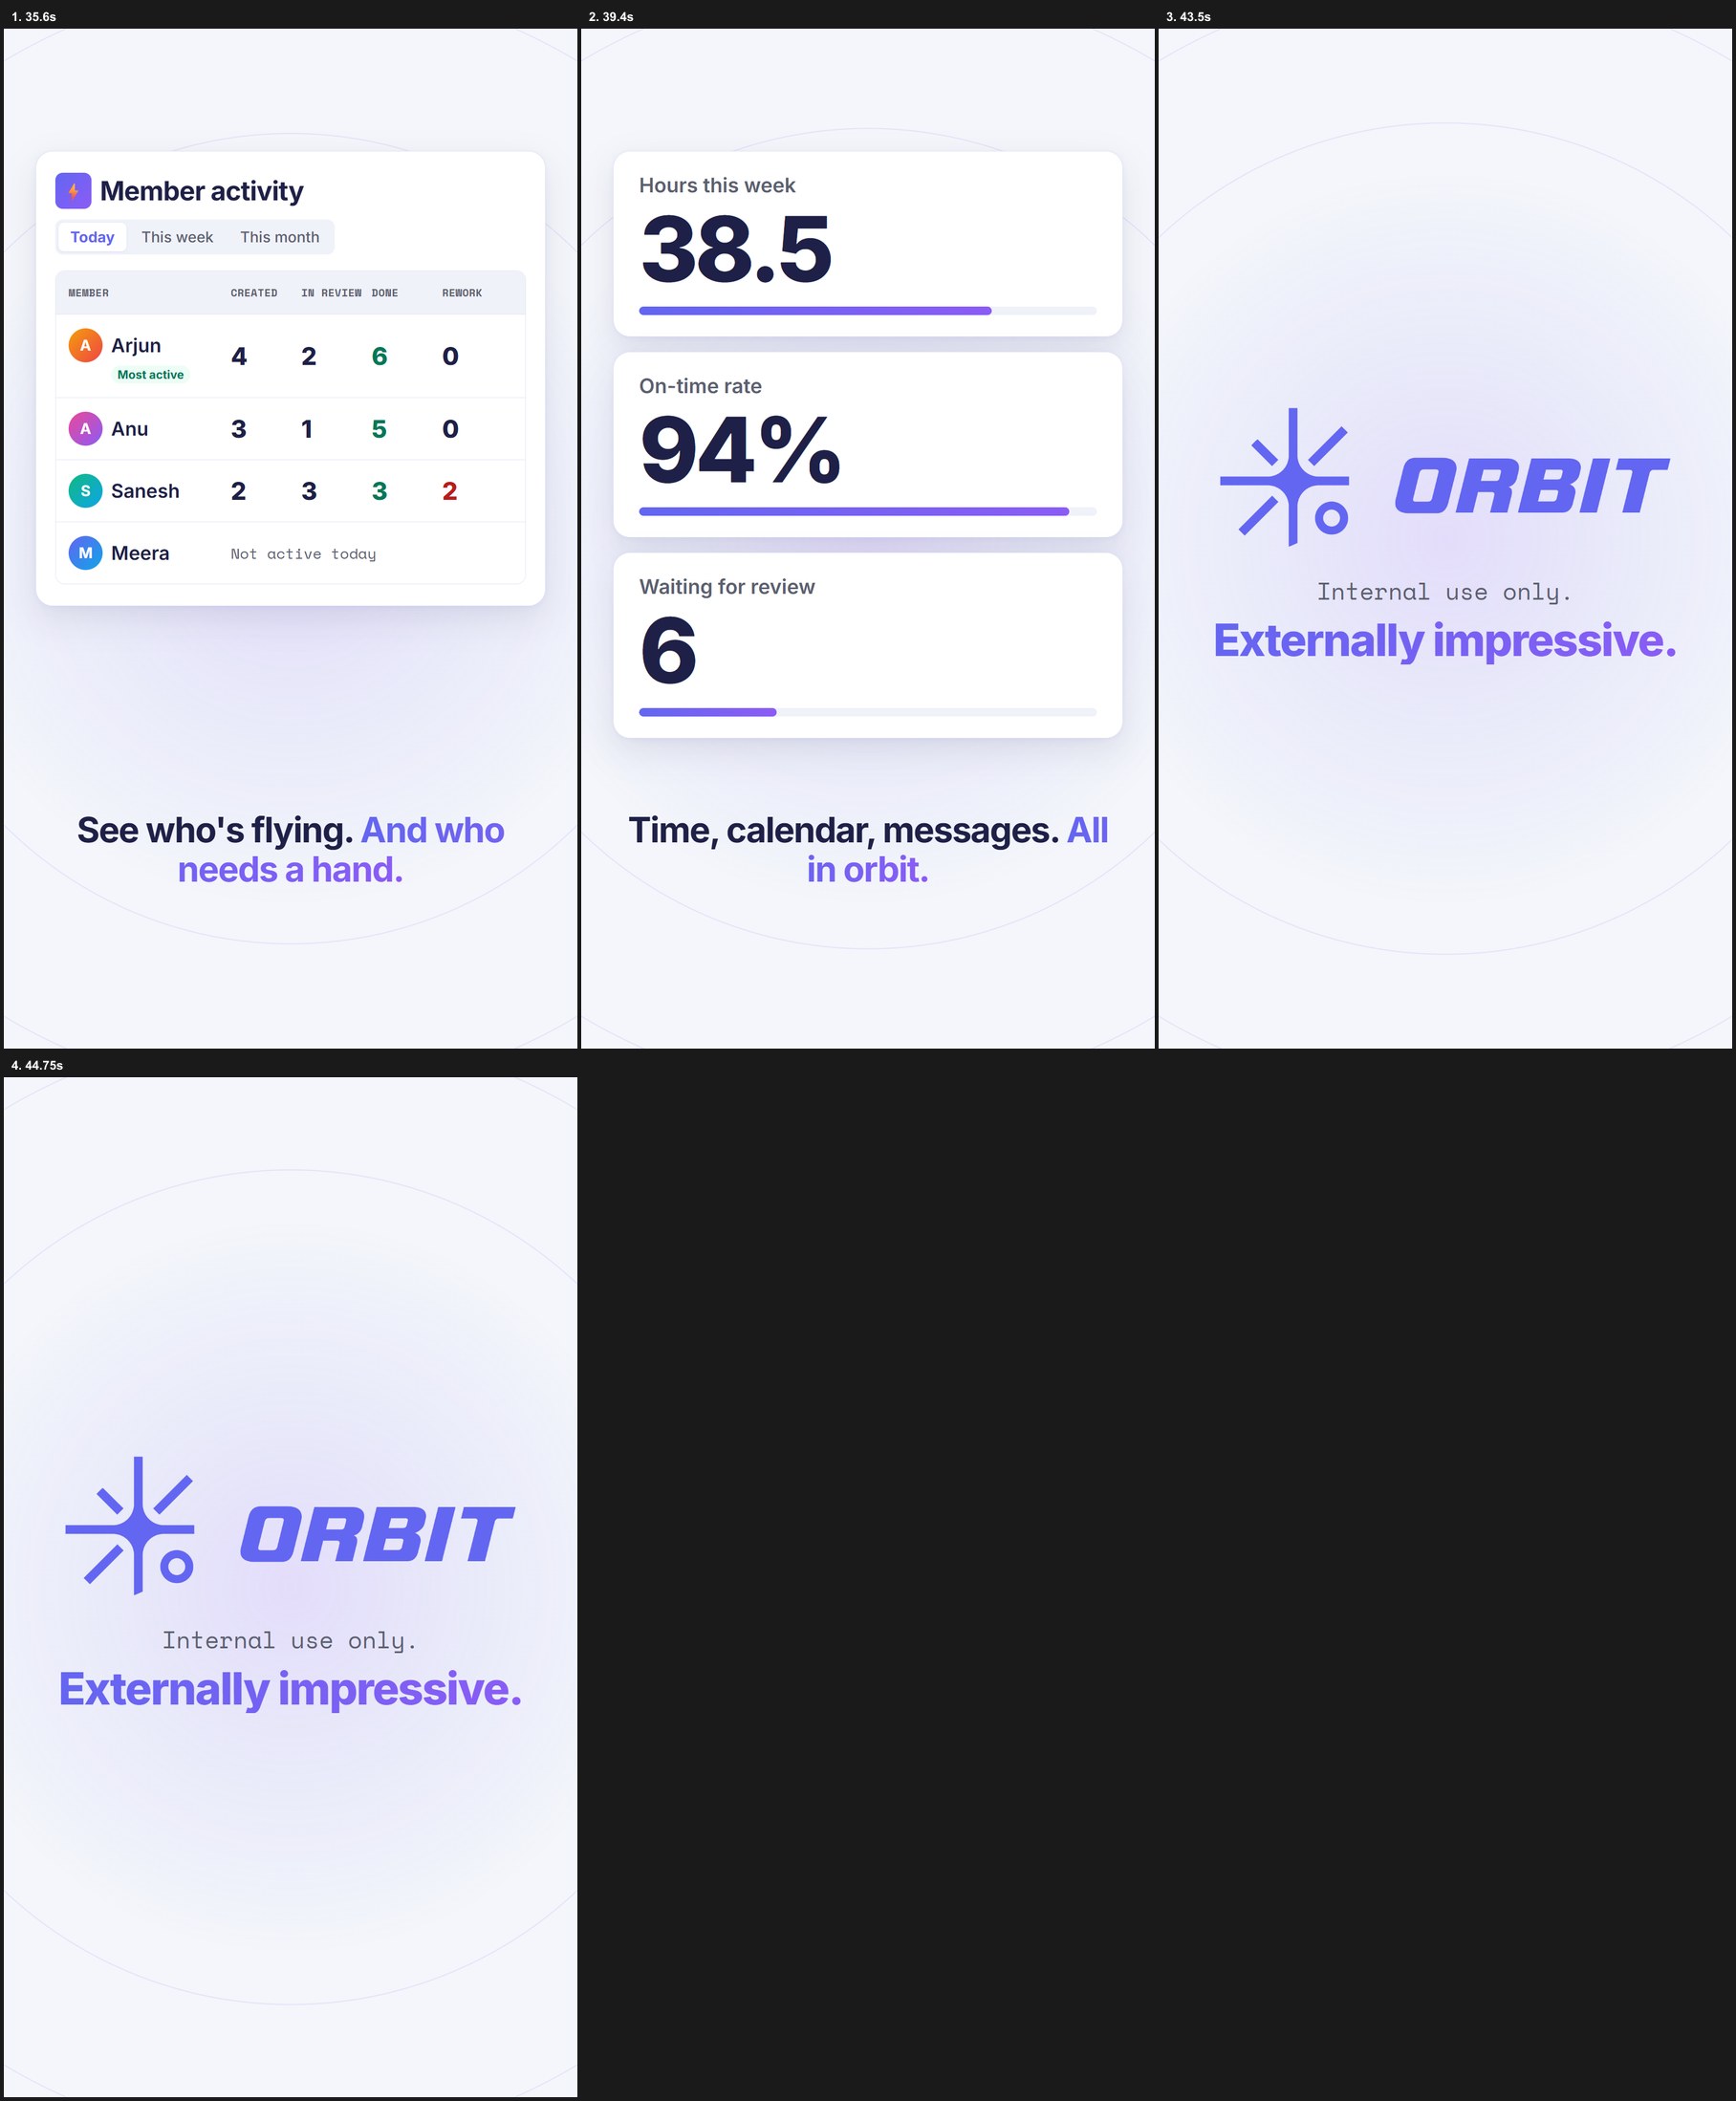 1. 35.6s
Member activity
Today This week This month
MEMBER CREATED IN REVIEW DONE REWORK
A Arjun 4 2 6 0
Most active
A Anu 3 1 5 0
S Sanesh 2 3 3 2
M Meera Not active today
See who's flying. And who
needs a hand.
2. 39.4s
Hours this week
38.5
On-time rate
94%
Waiting for review
6
Time, calendar, messages. All
in orbit.
3. 43.5s
ORBIT
Internal use only.
Externally impressive.
4. 44.75s
ORBIT
Internal use only.
Externally impressive.